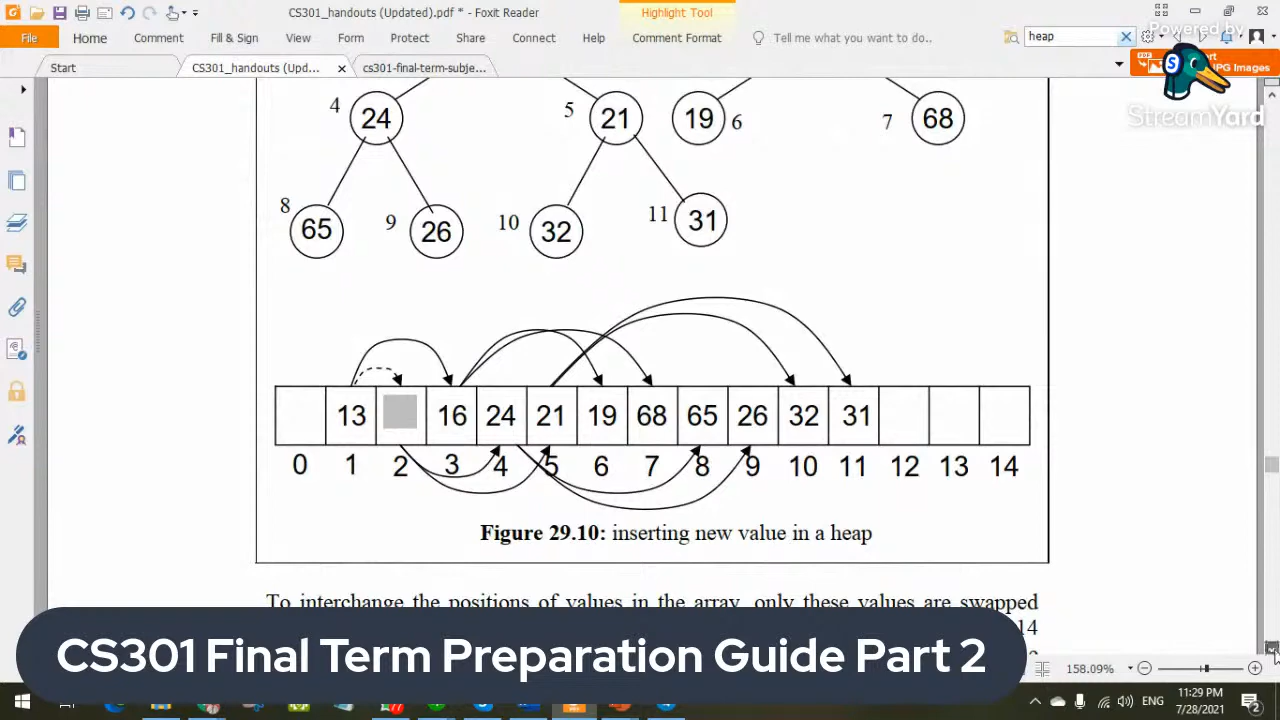 CS301_handouts (Updated).pdf * - Foxit Reader
Highlight Tool
File Home Comment Fill & Sign View Form Protect Share Connect Help Comment Format Tell me what you want to do.. heap
Powered by
StreamYard
Start CS301_handouts (Upd... cs301-final-term-subje...
JPG Images
4 24 5 21 19 6 7 68
8 65 9 26 10 32 11 31
13 16 24 21 19 68 65 26 32 31
0 1 2 3 4 5 6 7 8 9 10 11 12 13 14
Figure 29.10: inserting new value in a heap
To interchange the positions of values in the array, only these values are swapped
14
CS301 Final Term Preparation Guide Part 2
158.09%
ENG
11:29 PM
7/28/2021
2